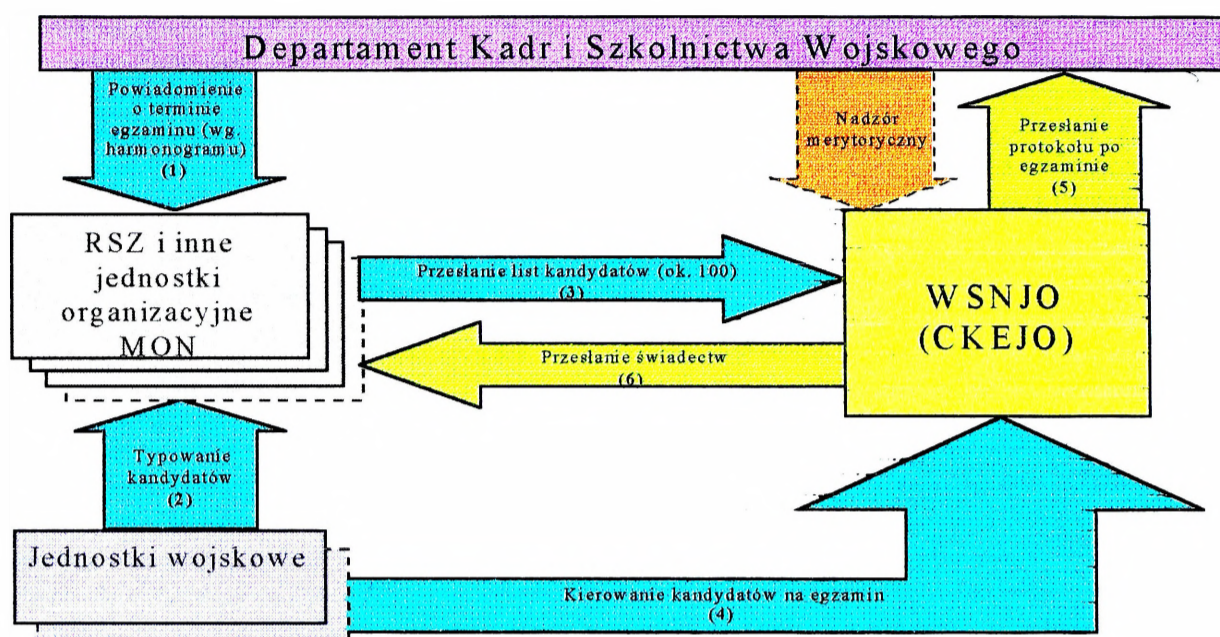 Departament Kadr i Szkolnictwa Wojskowego
Powiadomienie
o terminie
egzaminu (wg.
harmonogramu)
(1)
Nadzór
merytoryczny
Przesłanie
protokołu po
egzaminie
(5)
RSZ i inne
jednostki
organizacyjne
MON
Przesłanie list kandydatów (ok. 100)
(3)
WSNJO
(CKEJO)
Przesłanie świadectw
(6)
Typowanie
kandydatów
(2)
Jednostki wojskowe
Kierowanie kandydatów na egzamin
(4)